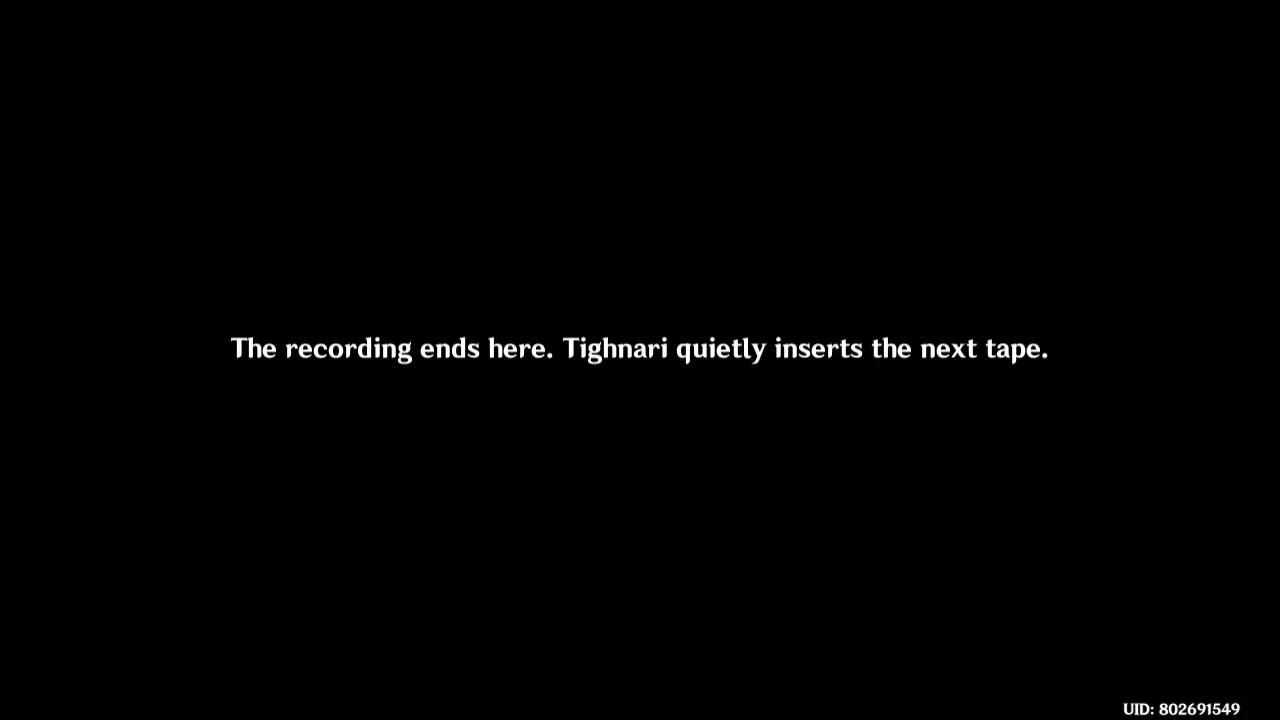 The recording ends here. Tighnari quietly inserts the next tape.
UID: 802691549